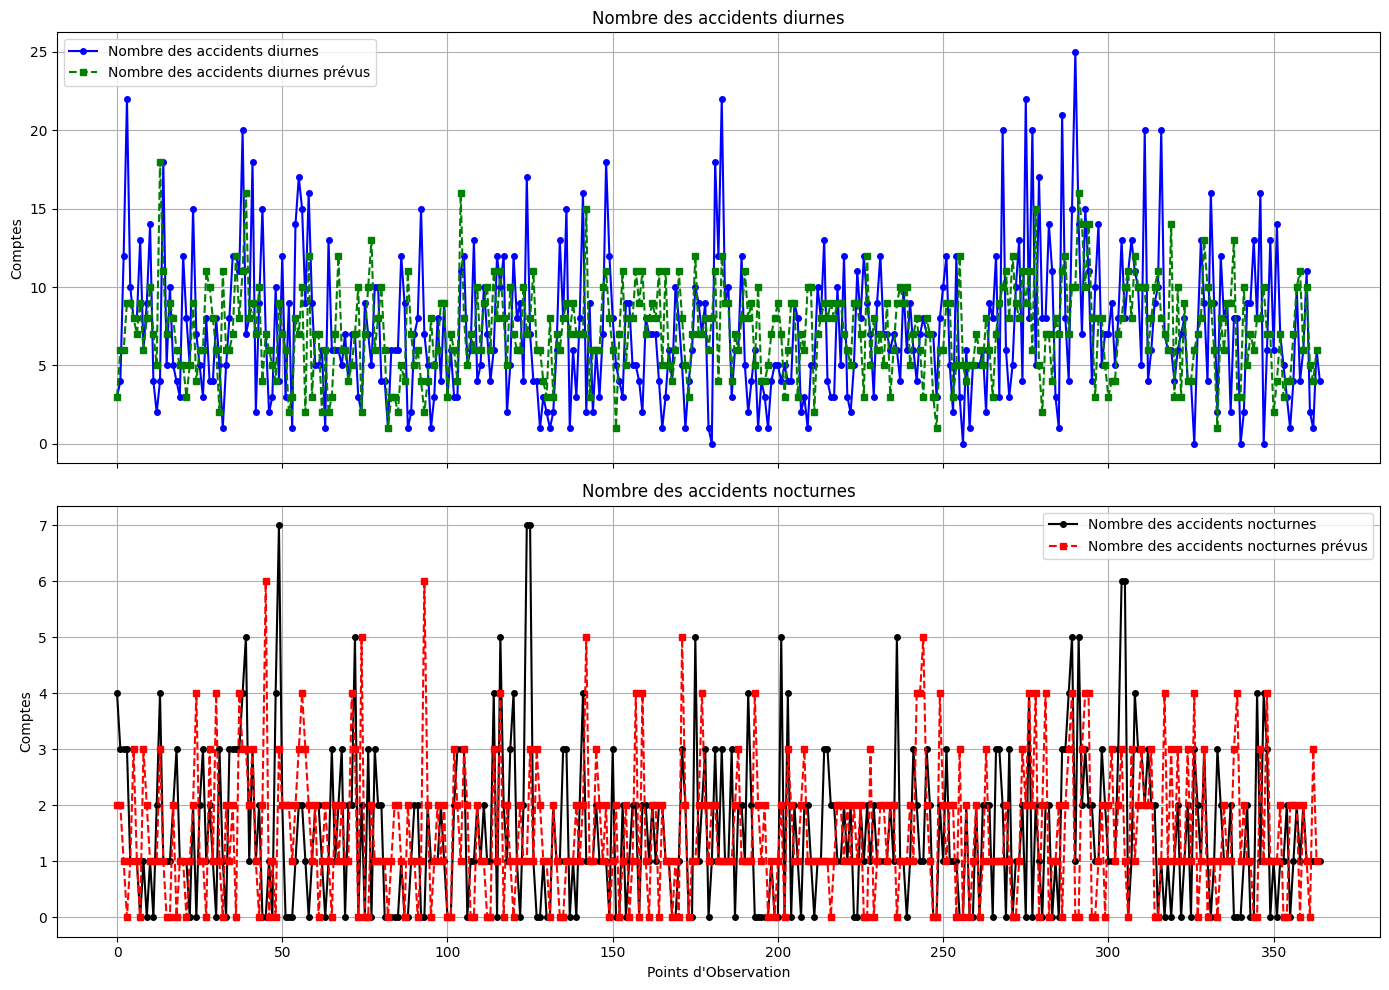 Nombre des accidents diurnes
Nombre des accidents diurnes
Nombre des accidents diurnes prévus
Comptes
25
20
15
10
5
0
Nombre des accidents nocturnes
Nombre des accidents nocturnes
Nombre des accidents nocturnes prévus
Comptes
7
6
5
4
3
2
1
0
0 50 100 150 200 250 300 350
Points d'Observation